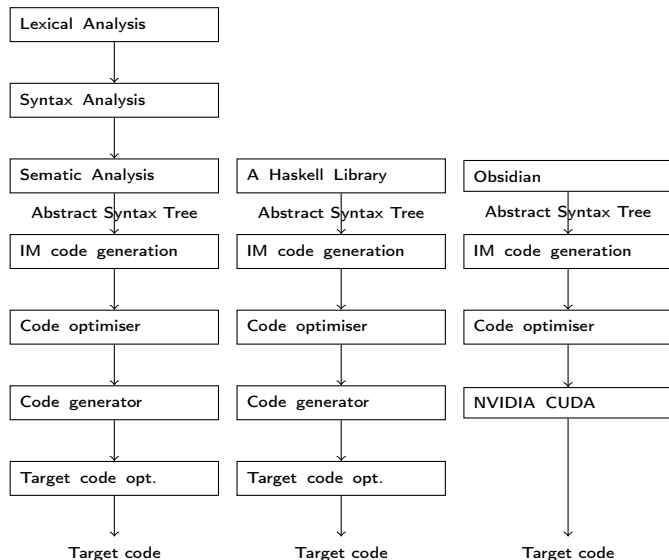 Lexical Analysis
Syntax Analysis
Sematic Analysis
Abstract Syntax Tree
IM code generation
Code optimiser
Code generator
Target code opt.
Target code
A Haskell Library
Abstract Syntax Tree
IM code generation
Code optimiser
Code generator
Target code opt.
Target code
Obsidian
Abstract Syntax Tree
IM code generation
Code optimiser
NVIDIA CUDA
Target code